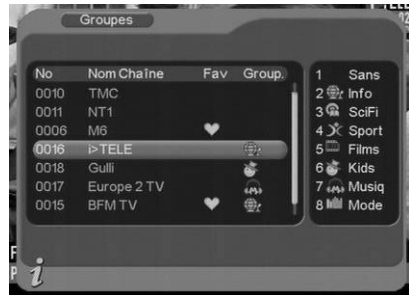 Groupes
No Nom Chaîne Fav Group.
0010 TMC
0011 NT1
0006 M6
0016 i>TELE
0018 Gulli
0017 Europe 2 TV
0015 BFM TV
1 Sans
2 Info
3 SciFi
4 Sport
5 Films
6 Kids
7 Musiq
8 Mode
i